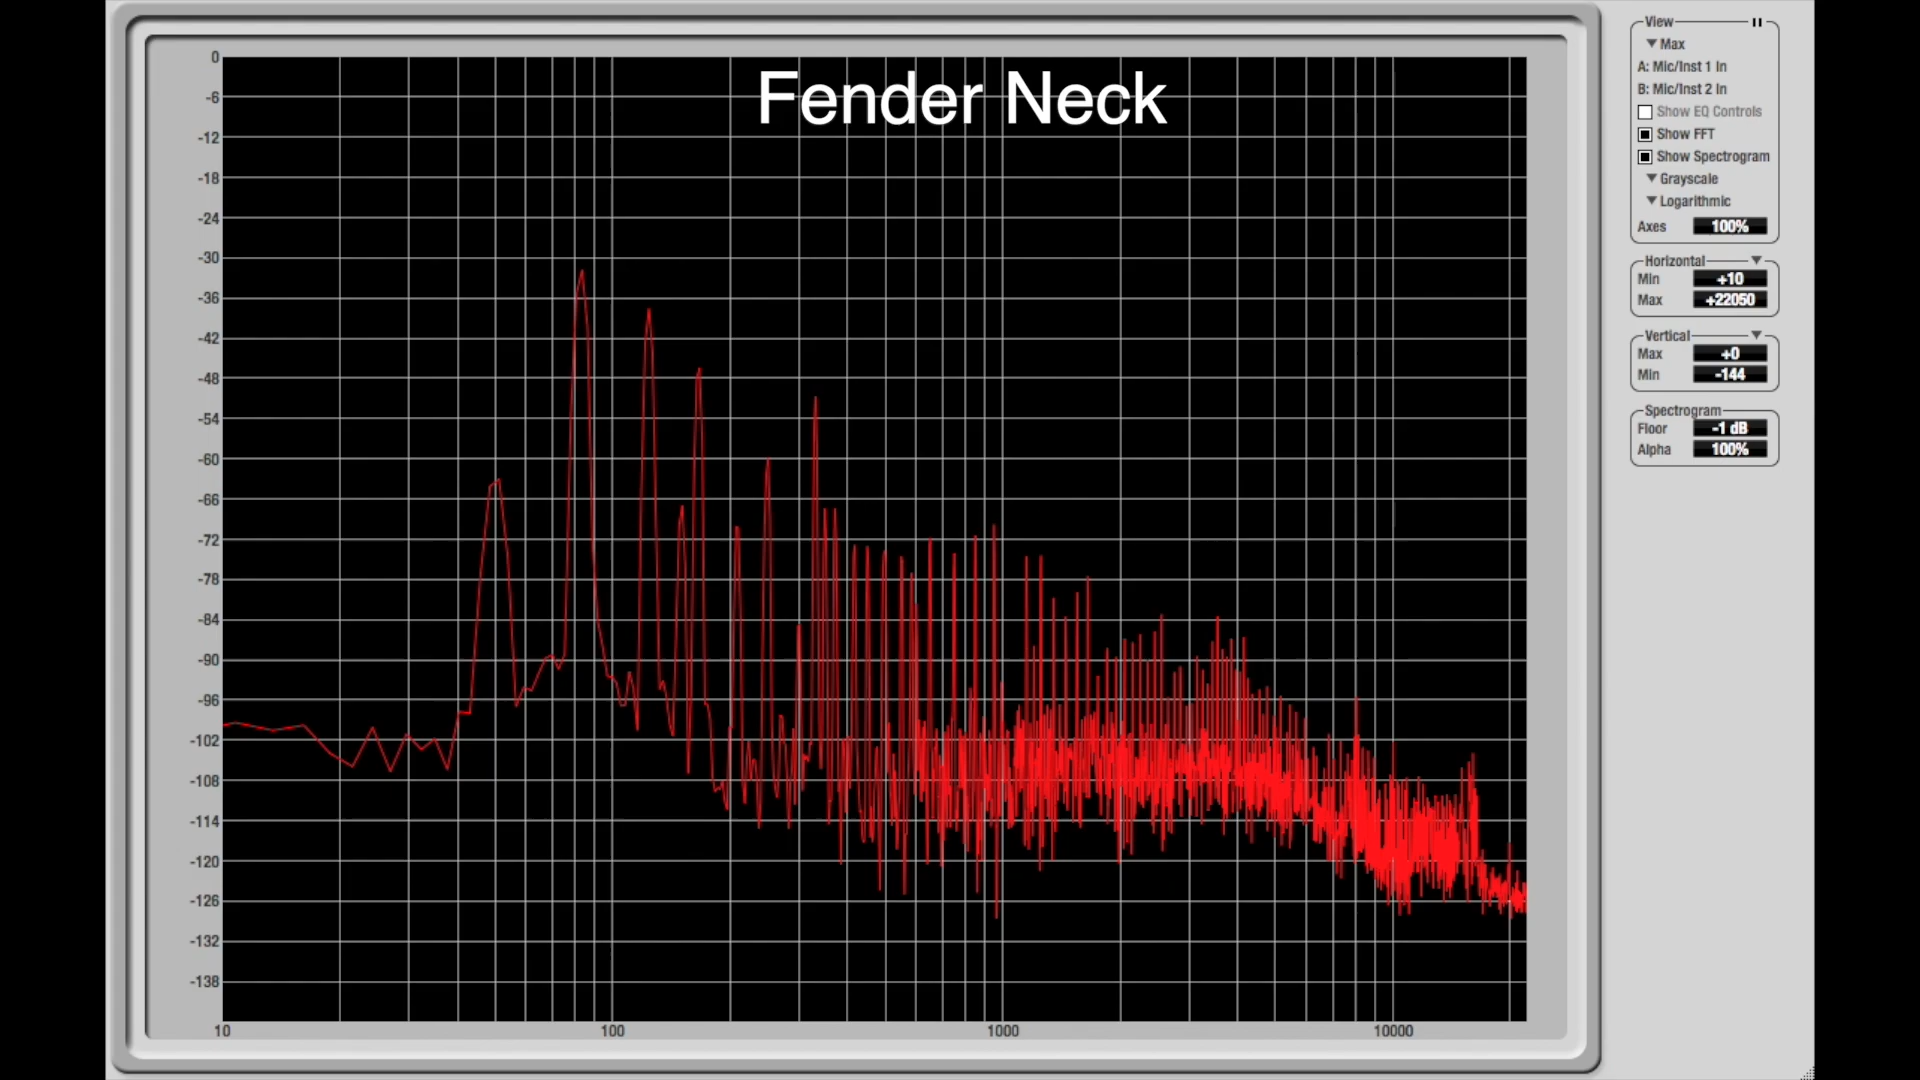 Fender Neck
0
-6
-12
-18
-24
-30
-36
-42
-48
-54
-60
-66
-72
-78
-84
-90
-96
-102
-108
-114
-120
-126
-132
-138
10 100 1000 10000
View
Max
A: Mic/Inst 1 In
B: Mic/Inst 2 In
Show EQ Controls
Show FFT
Show Spectrogram
Grayscale
Logarithmic
Axes 100%
Horizontal
Min +10
Max +22050
Vertical
Max +0
Min -144
Spectrogram
Floor -1 dB
Alpha 100%